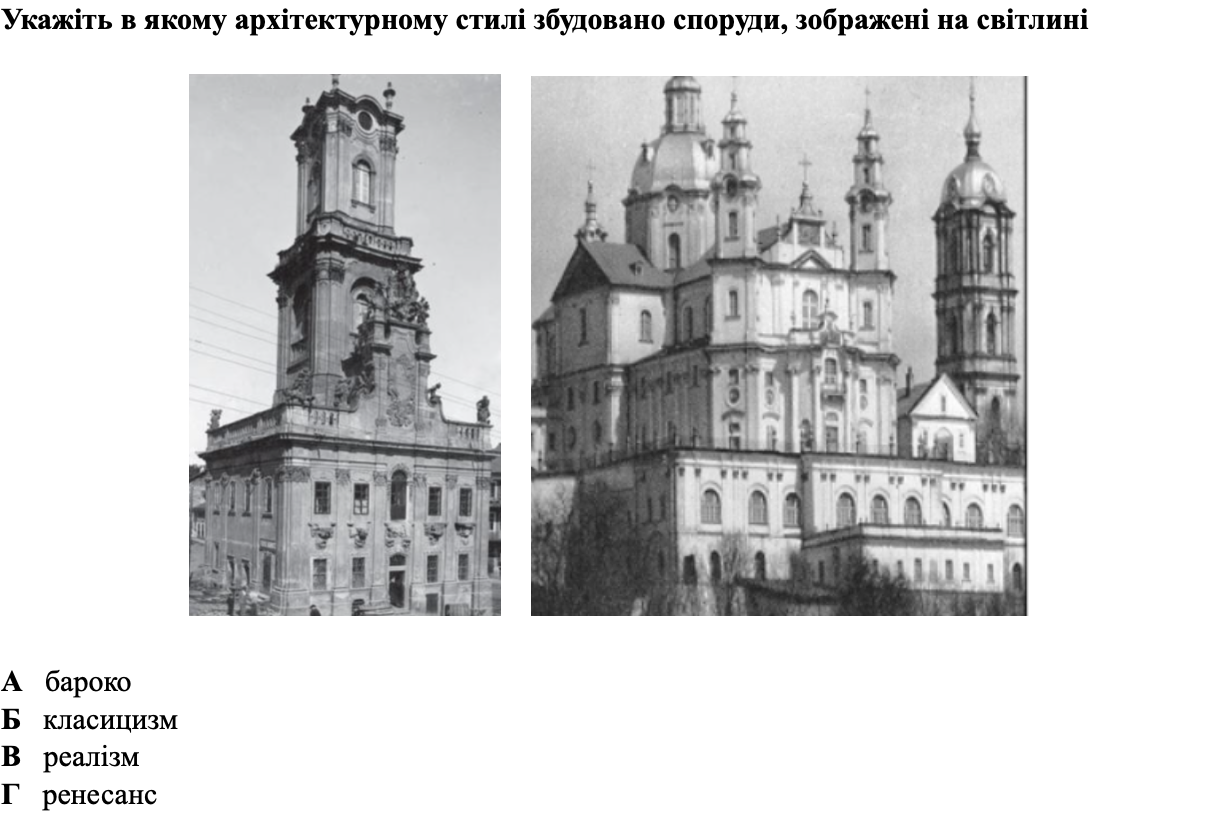 Укажіть в якому архітектурному стилі збудовано споруди, зображені на світлині
А бароко
Б класицизм
В реалізм
Г ренесанс